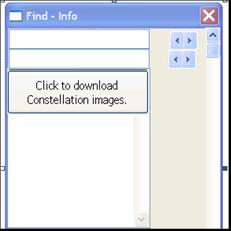 Find - Info
Click to download
Constellation images.